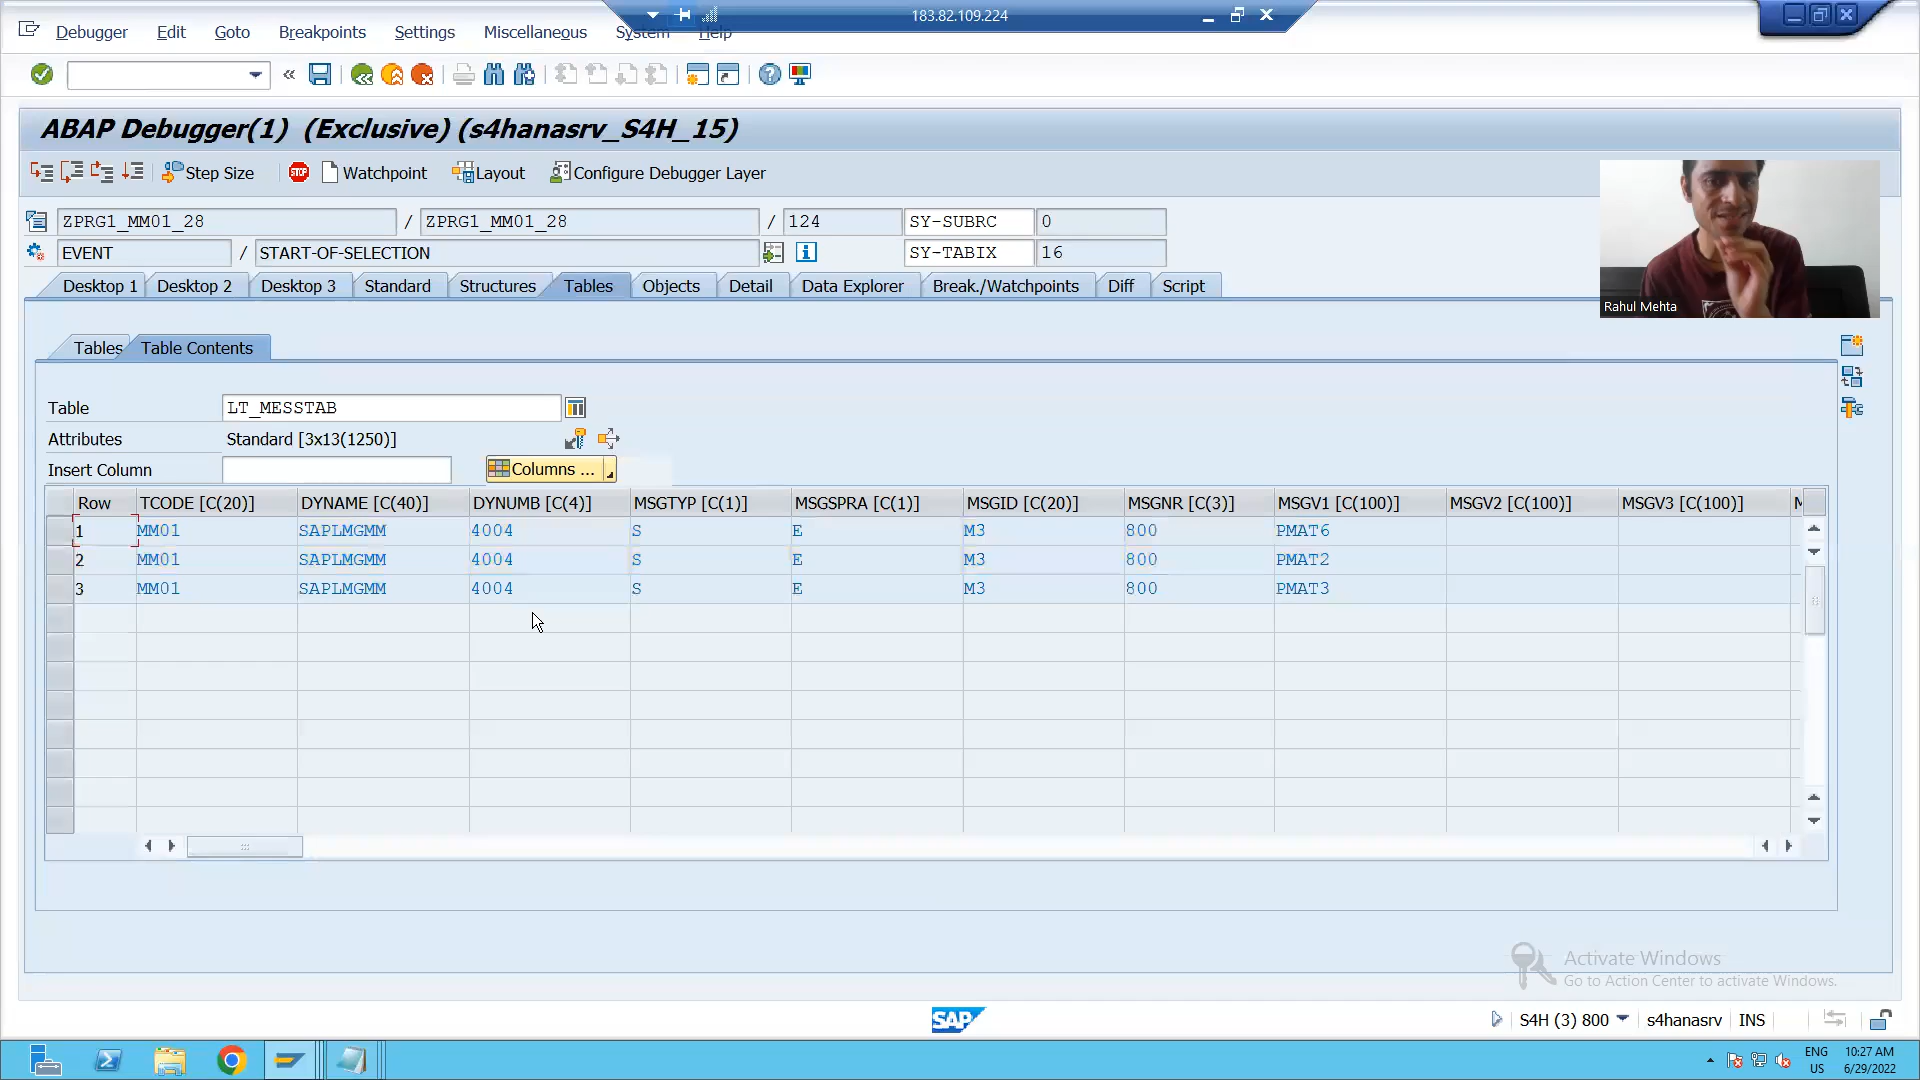 183.82.109.224
Debugger Edit Goto Breakpoints Settings Miscellaneous System Help
ABAP Debugger(1) (Exclusive) (s4hanasrv_S4H_15)
Step Size STOP Watchpoint Layout Configure Debugger Layer
ZPRG1_MM01_28 / ZPRG1_MM01_28 / 124 SY-SUBRC 0
EVENT / START-OF-SELECTION SY-TABIX 16
Desktop 1 Desktop 2 Desktop 3 Standard Structures Tables Objects Detail Data Explorer Break./Watchpoints Diff Script
Rahul Mehta
Tables Table Contents
Table LT_MESSTAB
Attributes Standard [3x13(1250)]
Insert Column Columns ...
Row TCODE [C(20)] DYNAME [C(40)] DYNUMB [C(4)] MSGTYP [C(1)] MSGSPRA [C(1)] MSGID [C(20)] MSGNR [C(3)] MSGV1 [C(100)] MSGV2 [C(100)] MSGV3 [C(100)]
1 MM01 SAPLMGMM 4004 S E M3 800 PMAT6
2 MM01 SAPLMGMM 4004 S E M3 800 PMAT2
3 MM01 SAPLMGMM 4004 S E M3 800 PMAT3
Activate Windows
Go to Action Center to activate Windows.
SAP S4H (3) 800 s4hanasrv INS
ENG 10:27 AM
US 6/29/2022